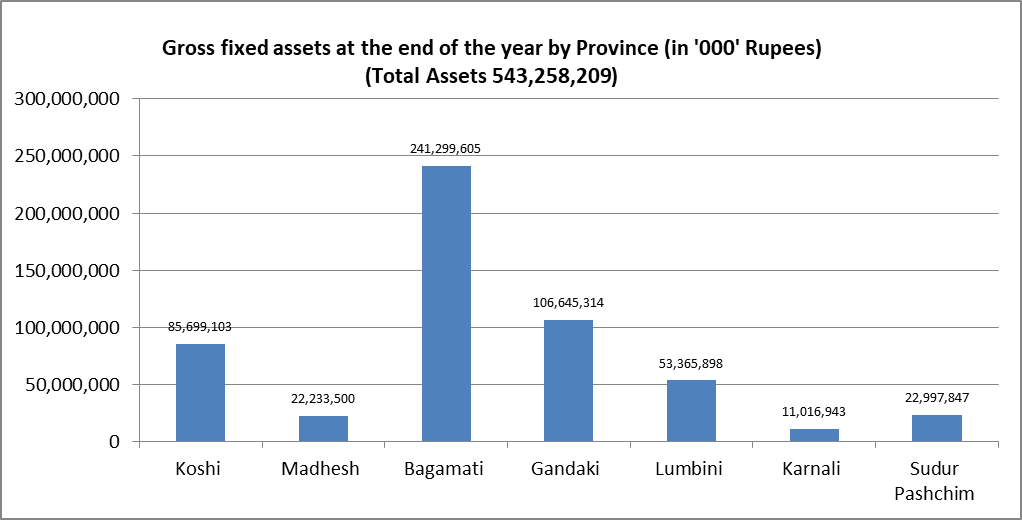 Gross fixed assets at the end of the year by Province (in '000' Rupees)
(Total Assets 543,258,209)
300,000,000
250,000,000
200,000,000
150,000,000
100,000,000
50,000,000
0
85,699,103
22,233,500
241,299,605
106,645,314
53,365,898
11,016,943
22,997,847
Koshi
Madhesh
Bagamati
Gandaki
Lumbini
Karnali
Sudur
Pashchim